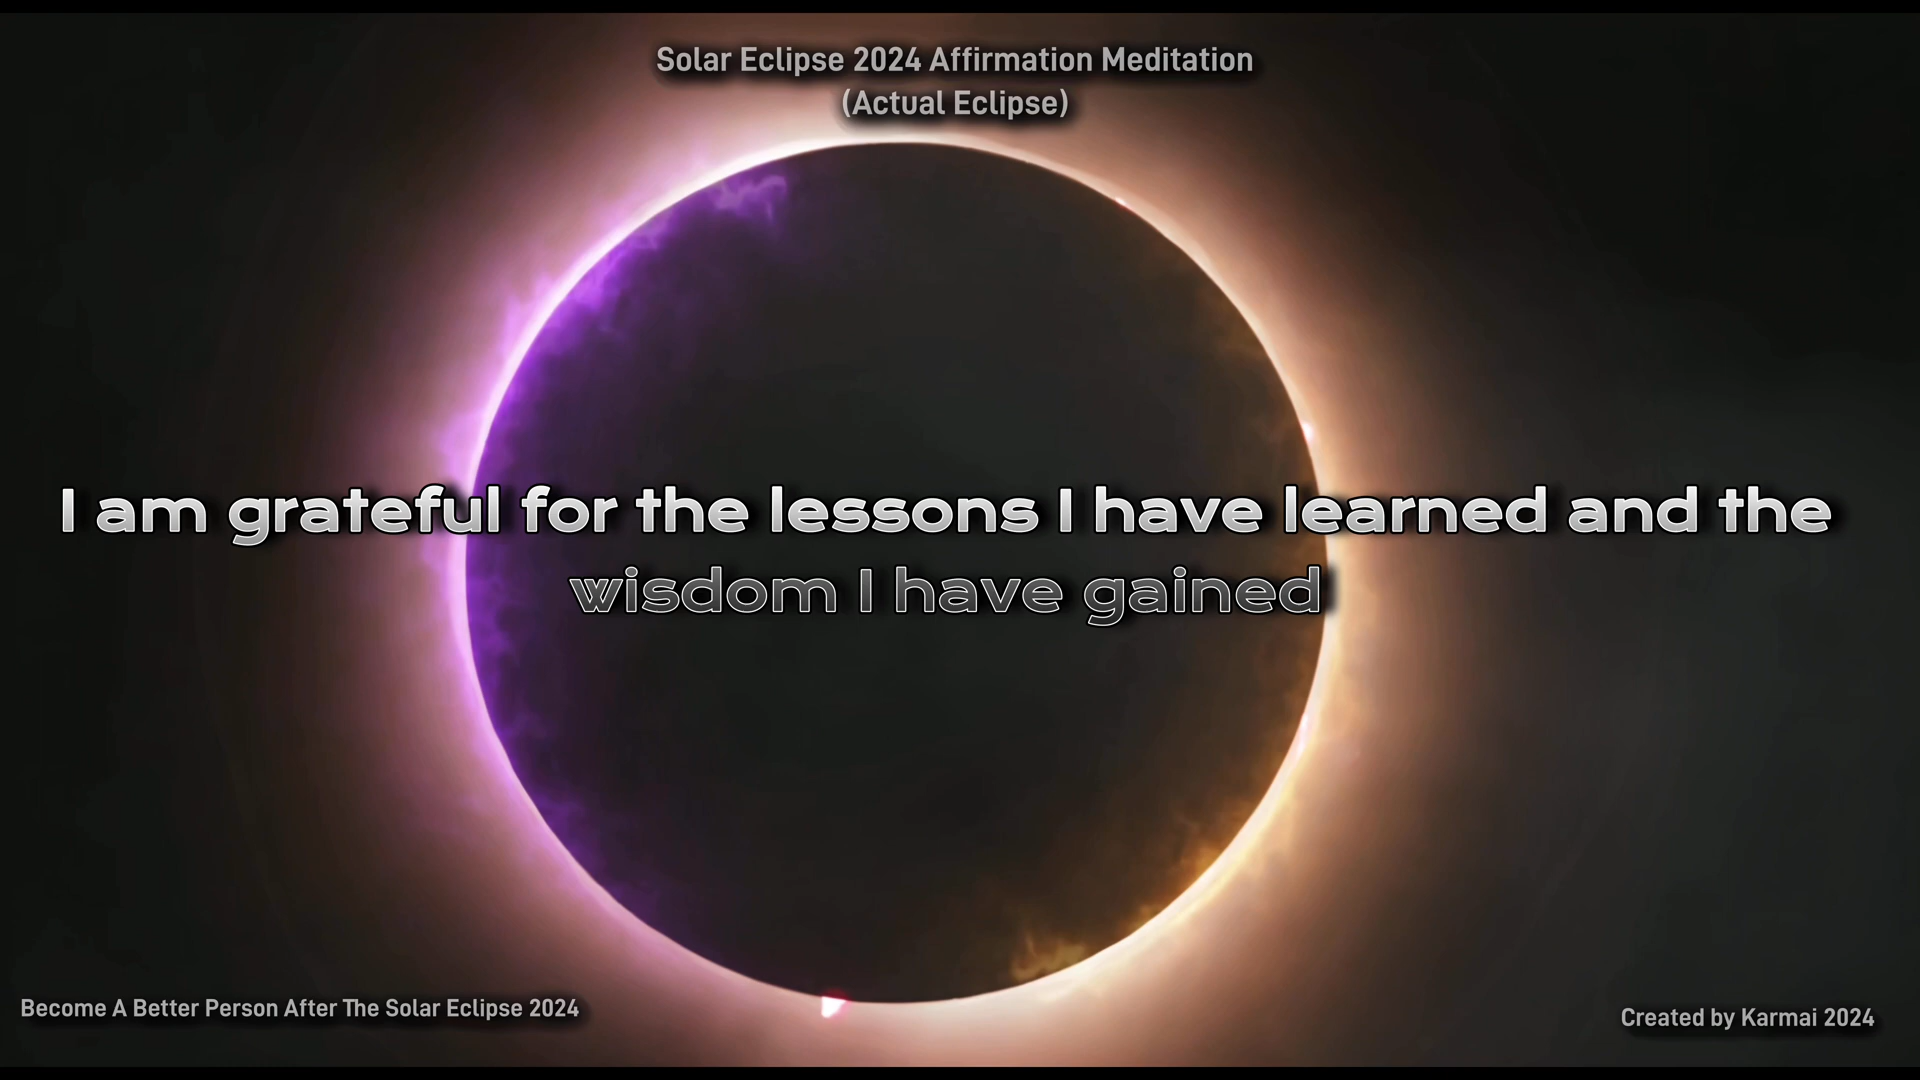 Solar Eclipse 2024 Affirmation Meditation
(Actual Eclipse)
I am grateful for the lessons I have learned and the
wisdom I have gained
Become A Better Person After The Solar Eclipse 2024
Created by Karmai 2024